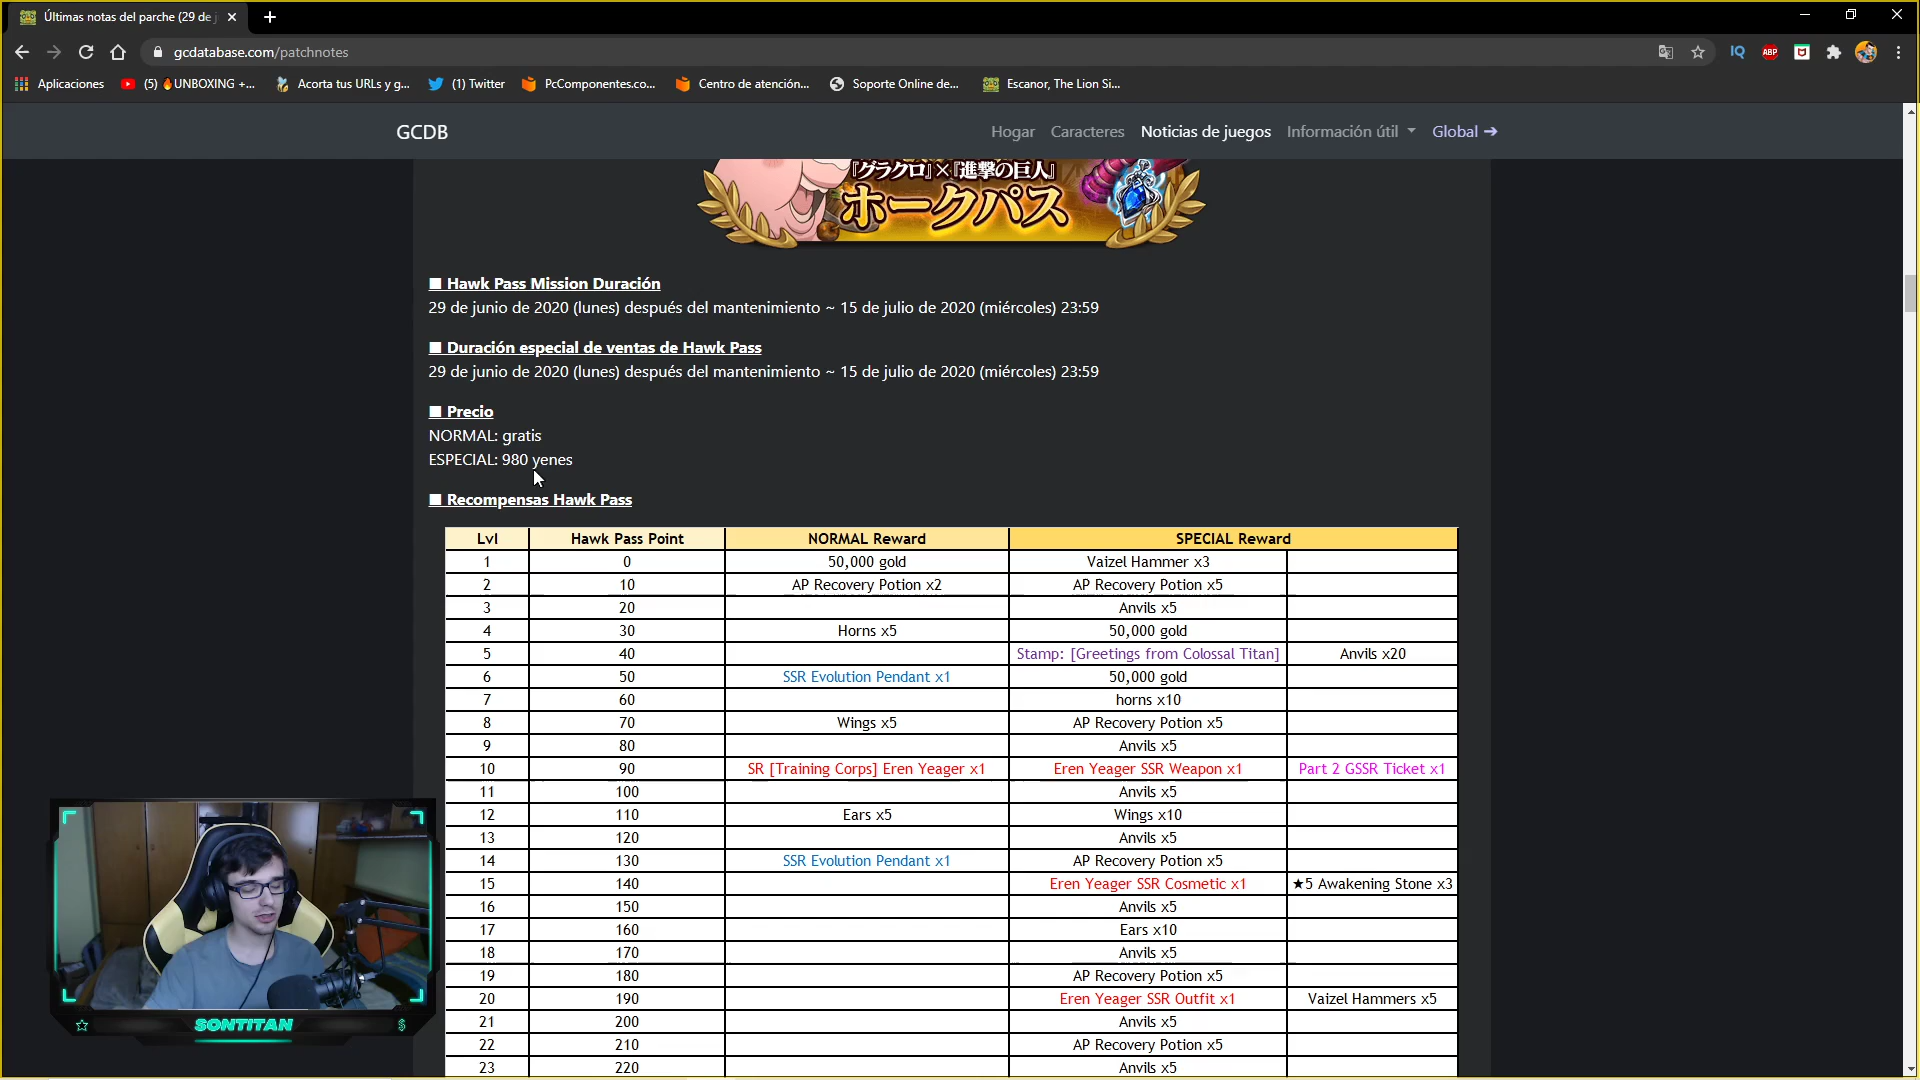 Últimas notas del parche (29 de j
gcdatabase.com/patchnotes
IQ
ABP
Aplicaciones
(5) 🔥UNBOXING +...
Acorta tus URLs y g...
(1) Twitter
PcComponentes.co...
Centro de atención...
Soporte Online de...
Escanor, The Lion Si...
GCDB
Hogar
Caracteres
Noticias de juegos
Información útil
Global ➔
『グラクロ』×『進撃の巨人』
ホークパス
■ Hawk Pass Mission Duración
29 de junio de 2020 (lunes) después del mantenimiento ~ 15 de julio de 2020 (miércoles) 23:59
■ Duración especial de ventas de Hawk Pass
29 de junio de 2020 (lunes) después del mantenimiento ~ 15 de julio de 2020 (miércoles) 23:59
■ Precio
NORMAL: gratis
ESPECIAL: 980 yenes
■ Recompensas Hawk Pass
Lvl Hawk Pass Point NORMAL Reward SPECIAL Reward
1 0 50,000 gold Vaizel Hammer x3
2 10 AP Recovery Potion x2 AP Recovery Potion x5
3 20 Anvils x5
4 30 Horns x5 50,000 gold
5 40 Stamp: [Greetings from Colossal Titan] Anvils x20
6 50 SSR Evolution Pendant x1 50,000 gold
7 60 horns x10
8 70 Wings x5 AP Recovery Potion x5
9 80 Anvils x5
10 90 SR [Training Corps] Eren Yeager x1 Eren Yeager SSR Weapon x1 Part 2 GSSR Ticket x1
11 100 Anvils x5
12 110 Ears x5 Wings x10
13 120 Anvils x5
14 130 SSR Evolution Pendant x1 AP Recovery Potion x5
15 140 Eren Yeager SSR Cosmetic x1 ★5 Awakening Stone x3
16 150 Anvils x5
17 160 Ears x10
18 170 Anvils x5
19 180 AP Recovery Potion x5
20 190 Eren Yeager SSR Outfit x1 Vaizel Hammers x5
21 200 Anvils x5
22 210 AP Recovery Potion x5
23 220 Anvils x5
SONTITAN
$